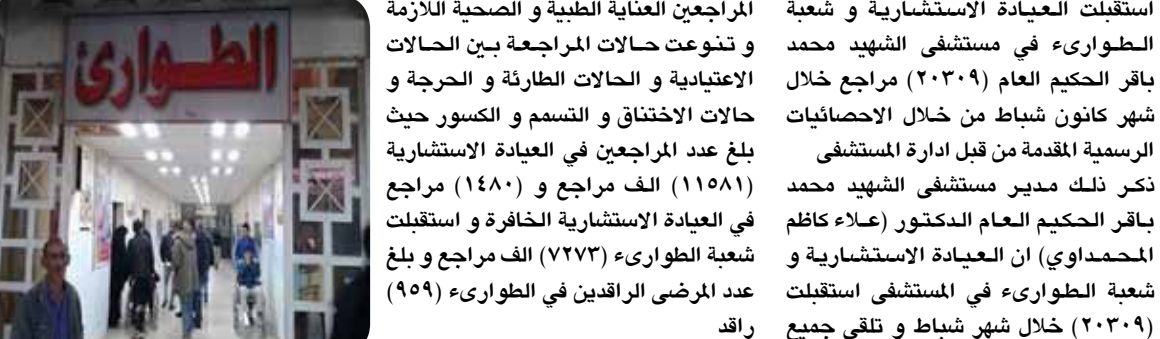 استقبلت العيادة الاستشارية و شعبة
الطوارىء في مستشفى الشهيد محمد
باقر الحكيم العام (٢٠٣٠٩) مراجع خلال
شهر كانون شباط من خلال الاحصائيات
الرسمية المقدمة من قبل ادارة المستشفى
ذكر ذلك مدير مستشفى الشهيد محمد
باقر الحكيم العام الدكتور (علاء كاظم
المحمداوي) ان العيادة الاستشارية و
شعبة الطوارىء في المستشفى استقبلت
(٢٠٣٠٩) خلال شهر شباط و تلقي جميع
المراجعين العناية الطبية و الصحية اللازمة
و تنوعت حالات المراجعة بين الحالات
الاعتيادية و الحالات الطارئة و الحرجة و
حالات الاختناق و التسمم و الكسور حيث
بلغ عدد المراجعين في العيادة الاستشارية
(١١٥٨١) الف مراجع و (١٤٨٠) مراجع
في العيادة الاستشارية الخافرة و استقبلت
شعبة الطوارىء (٧٢٧٣) الف مراجع و بلغ
عدد المرضى الراقدين في الطوارىء (٩٥٩)
راقد
الطوارئ